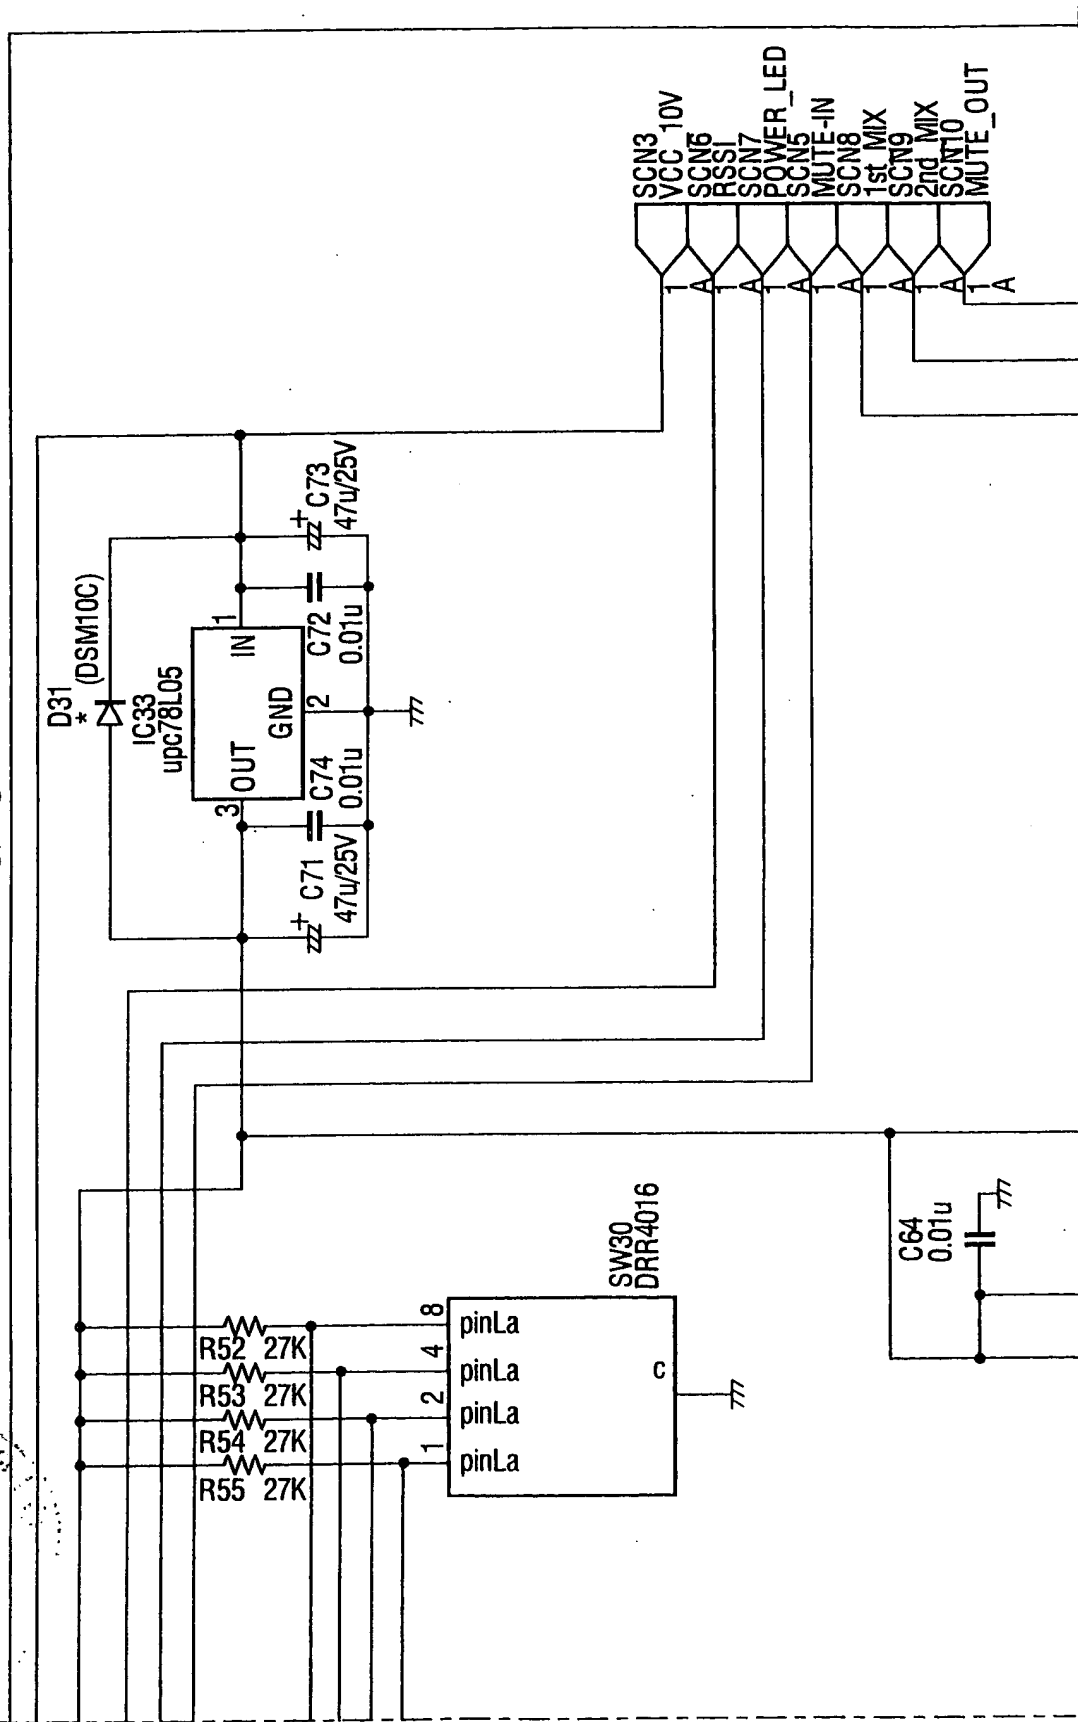 SCN3
VCC_10V
SCN6
RSSI
SCN7
POWER_LED
SCN5
MUTE-IN
SCN8
1st_MIX
SCN9
2nd_MIX
SCN10
MUTE_OUT
1 A
1 A
1 A
1 A
1 A
1 A
1 A
D31
*
(DSM10C)
IC33
upc78L05
1
IN
GND
2
OUT
3
+
C73
47u/25V
C72
0.01u
C74
0.01u
+
C71
47u/25V
SW30
DRR4016
8
pinLa
4
pinLa
2
pinLa
1
pinLa
c
R52 27K
R53 27K
R54 27K
R55 27K
C64
0.01u